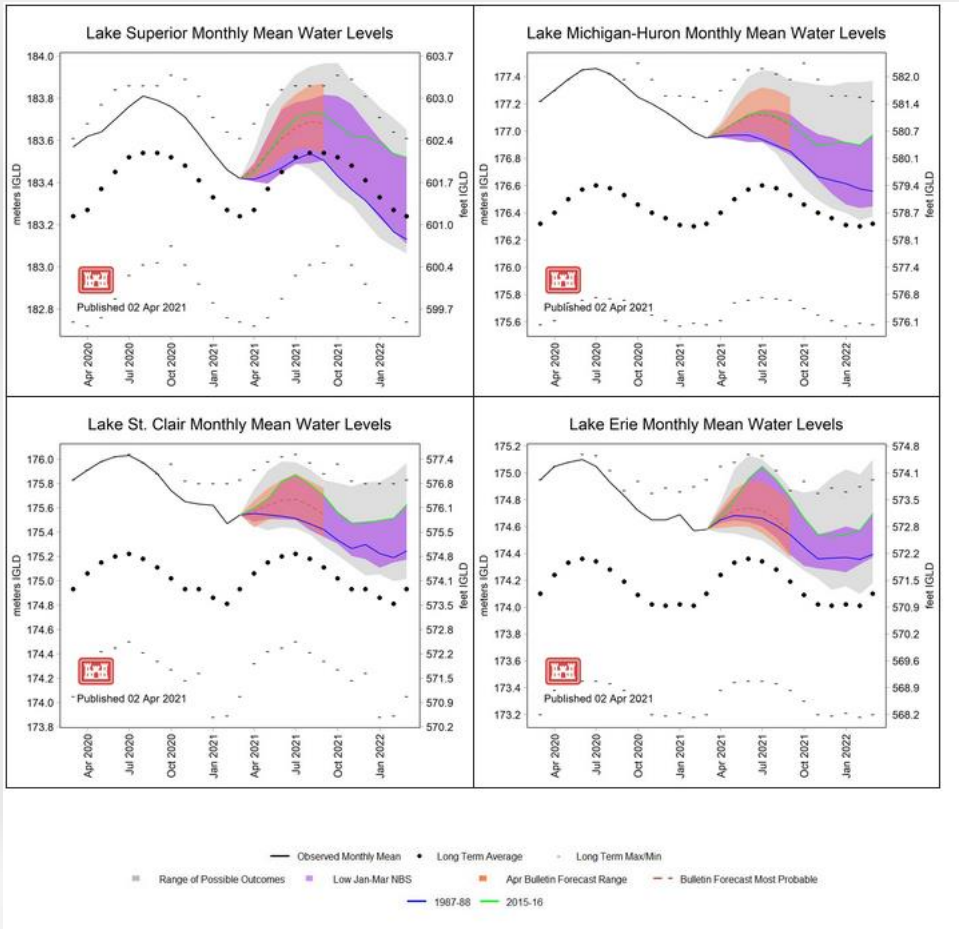 Lake Superior Monthly Mean Water Levels
184.0
183.8
183.6
183.4
183.2
183.0
182.8
meters IGLD
603.7
603.0
602.4
601.7
601.0
600.4
599.7
feet IGLD
Published 02 Apr 2021
Apr 2020
Jul 2020
Oct 2020
Jan 2021
Apr 2021
Jul 2021
Oct 2021
Jan 2022
Lake Michigan-Huron Monthly Mean Water Levels
177.4
177.2
177.0
176.8
176.6
176.4
176.2
176.0
175.8
175.6
meters IGLD
582.0
581.4
580.7
580.1
579.4
578.7
578.1
577.4
576.8
576.1
feet IGLD
Published 02 Apr 2021
Apr 2020
Jul 2020
Oct 2020
Jan 2021
Apr 2021
Jul 2021
Oct 2021
Jan 2022
Lake St. Clair Monthly Mean Water Levels
176.0
175.8
175.6
175.4
175.2
175.0
174.8
174.6
174.4
174.2
174.0
173.8
meters IGLD
577.4
576.8
576.1
575.5
574.8
574.1
573.5
572.8
572.2
571.5
570.9
570.2
feet IGLD
Published 02 Apr 2021
Apr 2020
Jul 2020
Oct 2020
Jan 2021
Apr 2021
Jul 2021
Oct 2021
Jan 2022
Lake Erie Monthly Mean Water Levels
175.2
175.0
174.8
174.6
174.4
174.2
174.0
173.8
173.6
173.4
173.2
meters IGLD
574.8
574.1
573.5
572.8
572.2
571.5
570.9
570.2
569.6
568.9
568.2
feet IGLD
Published 02 Apr 2021
Apr 2020
Jul 2020
Oct 2020
Jan 2021
Apr 2021
Jul 2021
Oct 2021
Jan 2022
Observed Monthly Mean Long Term Average Long Term Max/Min
Range of Possible Outcomes Low Jan-Mar NBS Apr Bulletin Forecast Range Bulletin Forecast Most Probable
1987-88 2015-16